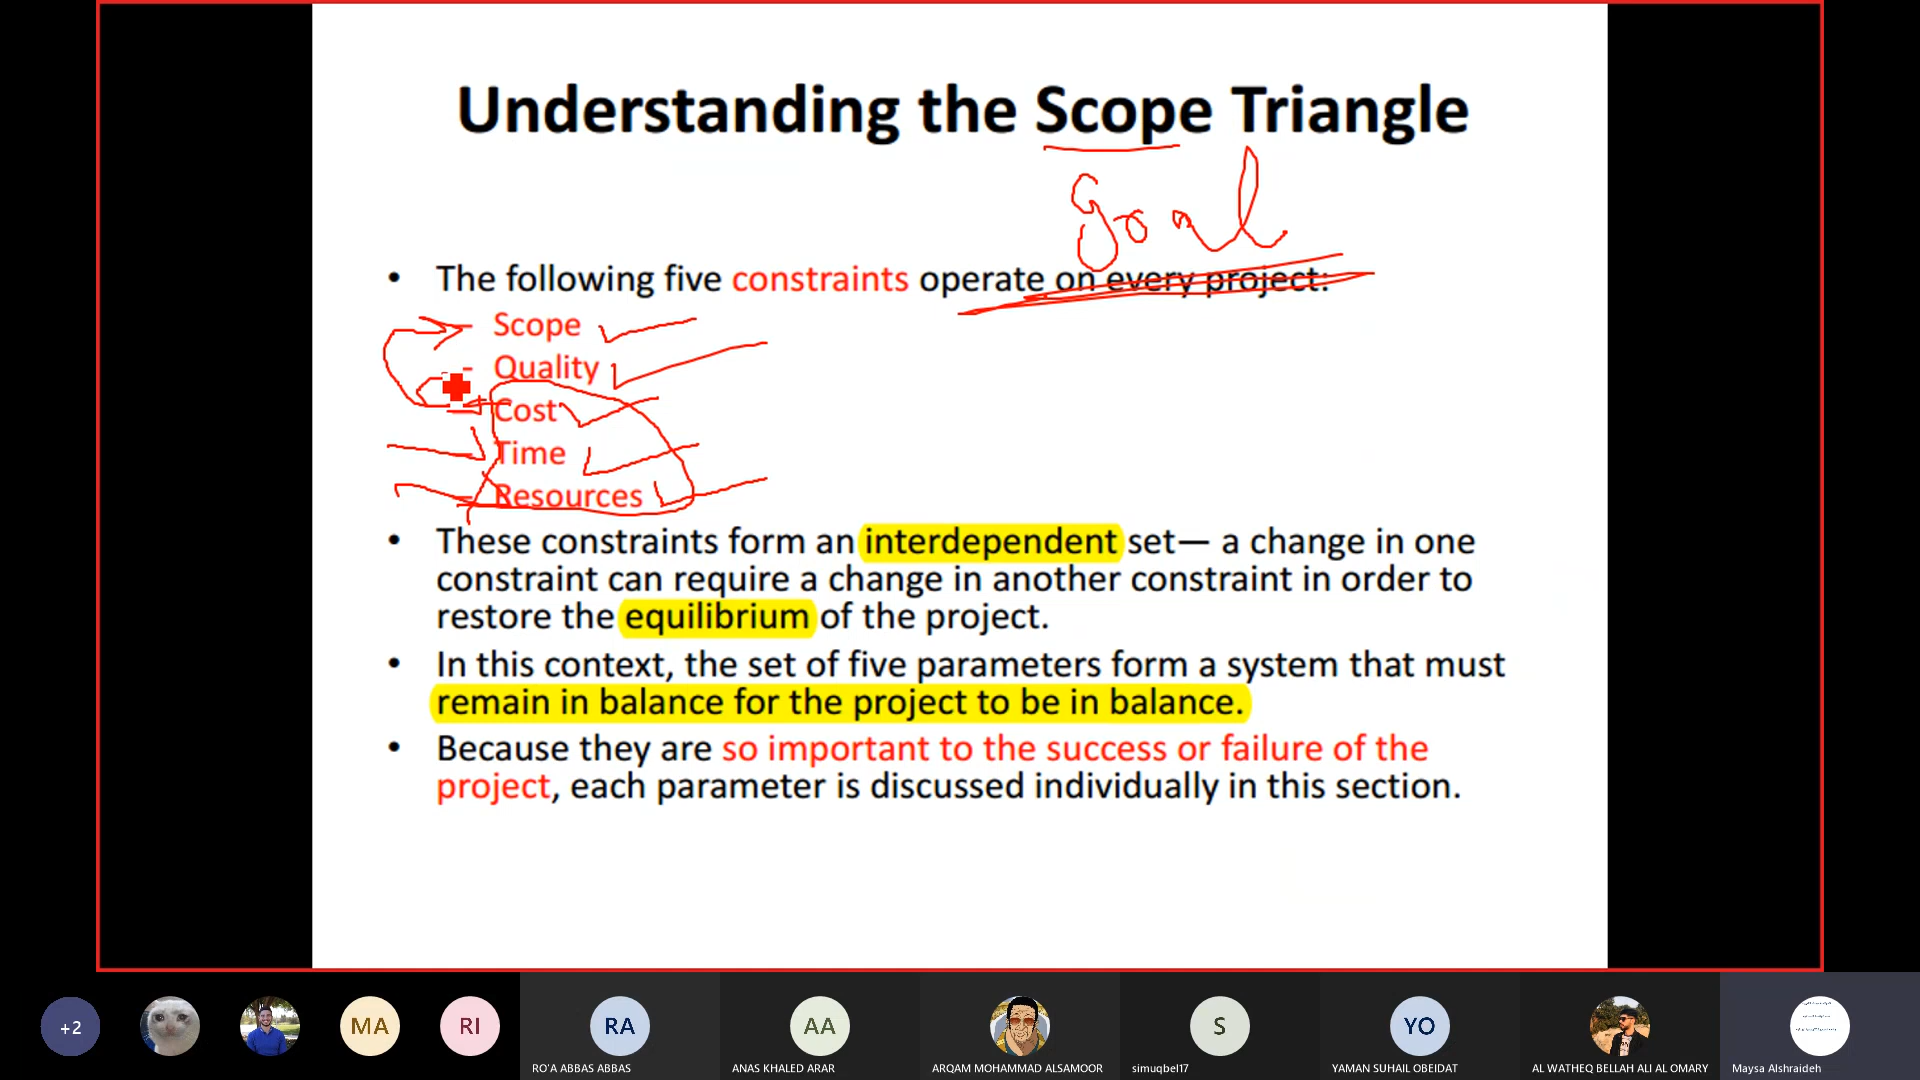 Understanding the Scope Triangle
Goal
• The following five constraints operate on every project:
– Scope
– Quality
– Cost
– Time
– Resources
• These constraints form an interdependent set— a change in one
constraint can require a change in another constraint in order to
restore the equilibrium of the project.
• In this context, the set of five parameters form a system that must
remain in balance for the project to be in balance.
• Because they are so important to the success or failure of the
project, each parameter is discussed individually in this section.
+2
MA
RI
RA
AA
S
YO
RO'A ABBAS ABBAS
ANAS KHALED ARAR
ARQAM MOHAMMAD ALSAMOOR
simuqbel17
YAMAN SUHAIL OBEIDAT
AL WATHEQ BELLAH ALI AL OMARY
Maysa Alshraideh